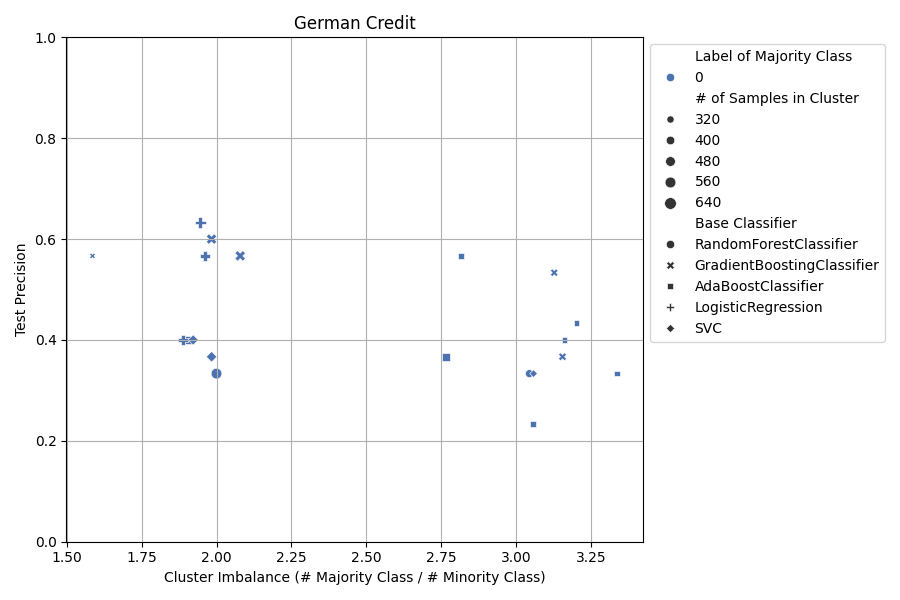 German Credit
Test Precision
1.0
0.8
0.6
0.4
0.2
0.0
1.50 1.75 2.00 2.25 2.50 2.75 3.00 3.25
Cluster Imbalance (# Majority Class / # Minority Class)
Label of Majority Class
0
# of Samples in Cluster
320
400
480
560
640
Base Classifier
RandomForestClassifier
GradientBoostingClassifier
AdaBoostClassifier
LogisticRegression
SVC